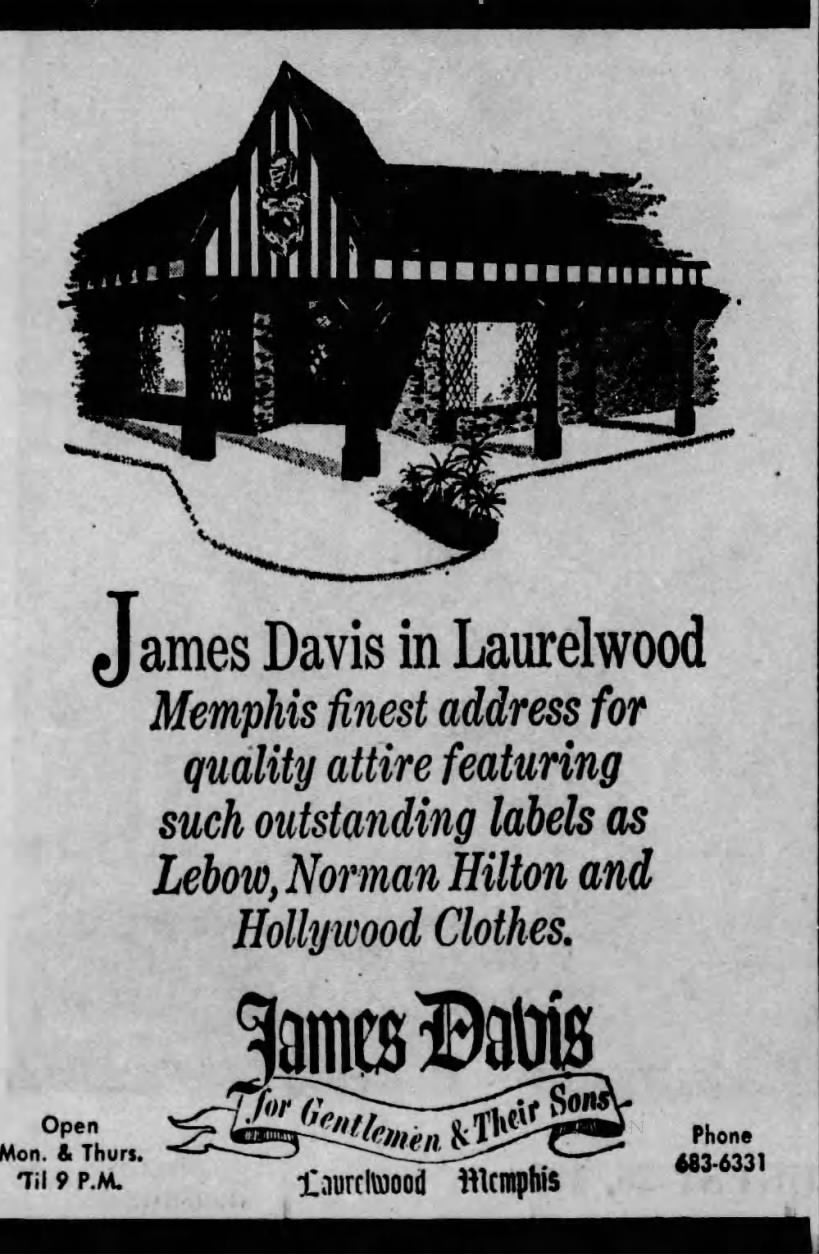 James Davis in Laurelwood
Memphis finest address for
quality attire featuring
such outstanding labels as
Lebow, Norman Hilton and
Hollywood Clothes.
James Davis
for Gentlemen & Their Sons
Laurelwood Memphis
Open
Mon. & Thurs.
'Til 9 P.M.
Phone
683-6331